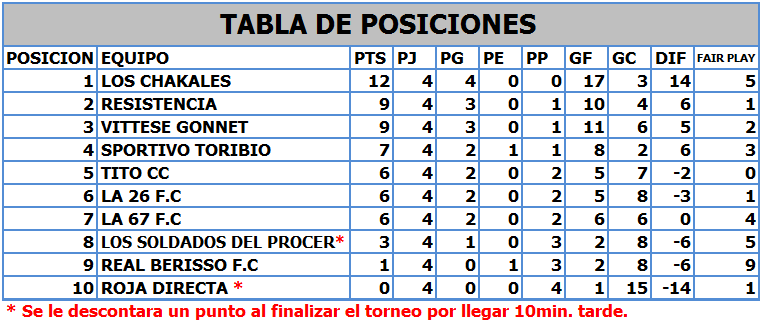 TABLA DE POSICIONES
POSICION EQUIPO PTS PJ PG PE PP GF GC DIF FAIR PLAY
1 LOS CHAKALES 12 4 4 0 0 17 3 14 5
2 RESISTENCIA 9 4 3 0 1 10 4 6 1
3 VITTESE GONNET 9 4 3 0 1 11 6 5 2
4 SPORTIVO TORIBIO 7 4 2 1 1 8 2 6 3
5 TITO CC 6 4 2 0 2 5 7 -2 0
6 LA 26 F.C 6 4 2 0 2 5 8 -3 1
7 LA 67 F.C 6 4 2 0 2 6 6 0 4
8 LOS SOLDADOS DEL PROCER* 3 4 1 0 3 2 8 -6 5
9 REAL BERISSO F.C 1 4 0 1 3 2 8 -6 9
10 ROJA DIRECTA * 0 4 0 0 4 1 15 -14 1
* Se le descontara un punto al finalizar el torneo por llegar 10min. tarde.